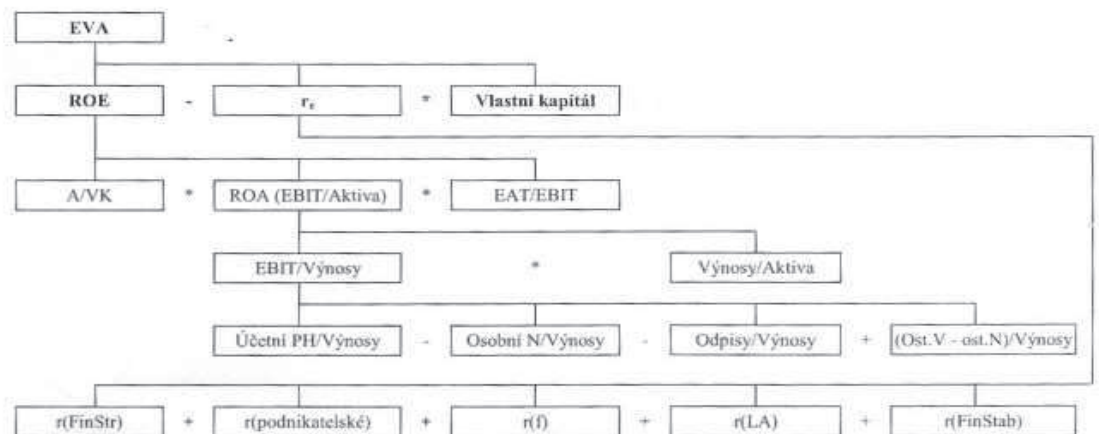 EVA
ROE - rₑ * Vlastní kapitál
A/VK * ROA (EBIT/Aktiva) * EAT/EBIT
EBIT/Výnosy * Výnosy/Aktiva
Účetní PH/Výnosy - Osobní N/Výnosy - Odpisy/Výnosy + (Ost.V - ost.N)/Výnosy
r(FinStr) + r(podnikatelské) + r(f) + r(LA) + r(FinStab)